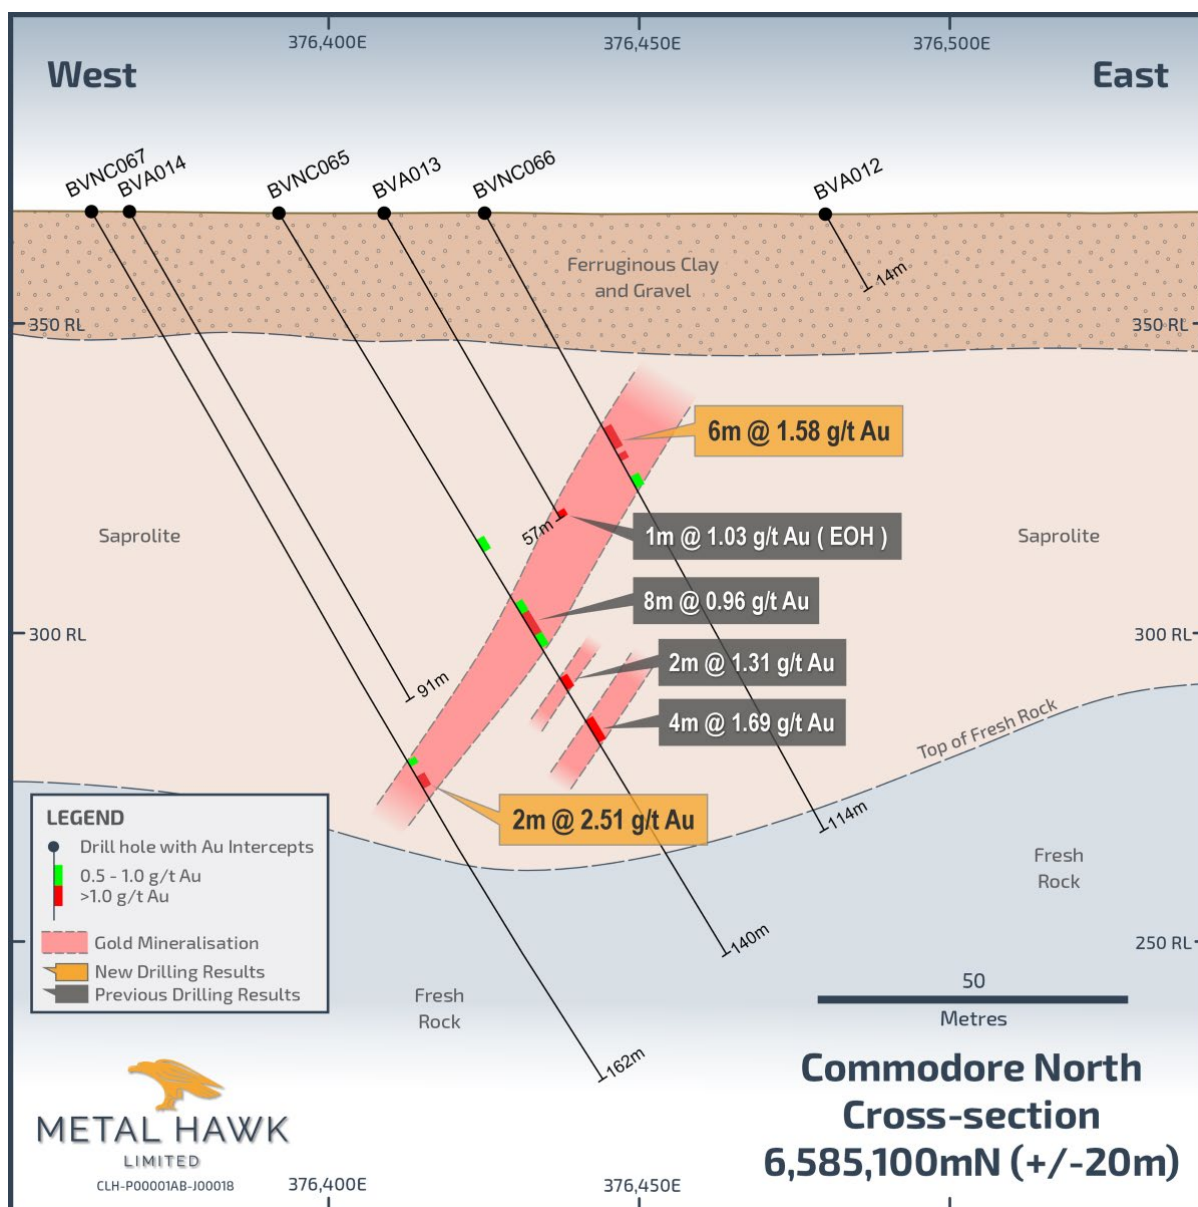 376,400E
376,450E
376,500E
West
East
BVNC067
BVA014
BVNC065
BVA013
BVNC066
BVA012
Ferruginous Clay
and Gravel
14m
350 RL
350 RL
6m @ 1.58 g/t Au
Saprolite
57m
1m @ 1.03 g/t Au ( EOH )
Saprolite
8m @ 0.96 g/t Au
300 RL
300 RL
2m @ 1.31 g/t Au
91m
4m @ 1.69 g/t Au
Top of Fresh Rock
2m @ 2.51 g/t Au
114m
LEGEND
Drill hole with Au Intercepts
0.5 - 1.0 g/t Au
>1.0 g/t Au
Gold Mineralisation
New Drilling Results
Previous Drilling Results
Fresh
Rock
140m
250 RL
Fresh
Rock
50
Metres
162m
METAL HAWK
LIMITED
CLH-P00001AB-J00018
Commodore North
Cross-section
6,585,100mN (+/-20m)
376,400E
376,450E